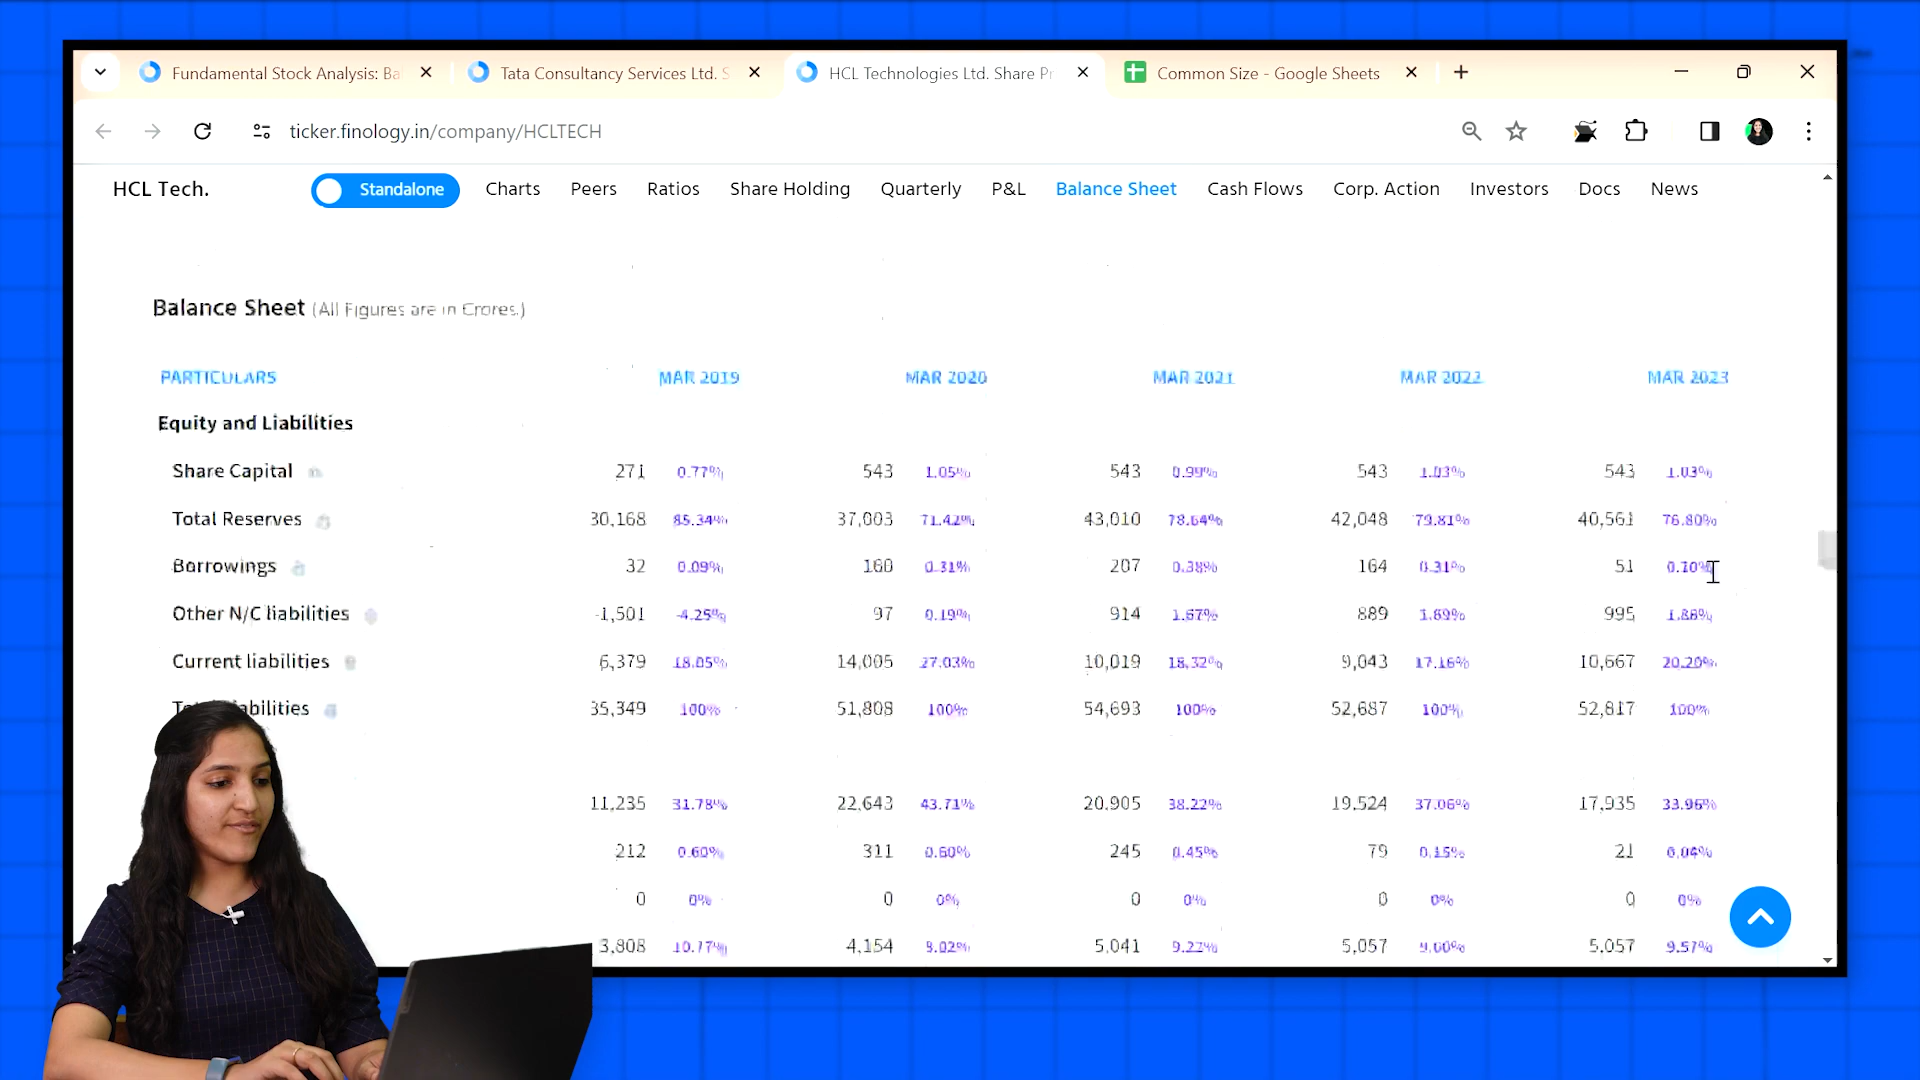 Fundamental Stock Analysis: Ba
Tata Consultancy Services Ltd. S
HCL Technologies Ltd. Share Pr
Common Size - Google Sheets
ticker.finology.in/company/HCLTECH
HCL Tech. Standalone Charts Peers Ratios Share Holding Quarterly P&L Balance Sheet Cash Flows Corp. Action Investors Docs News
Balance Sheet (All Figures are in Crores.)
PARTICULARS MAR 2019 MAR 2020 MAR 2021 MAR 2022 MAR 2023
Equity and Liabilities
Share Capital 271 0.77% 543 1.05% 543 0.99% 543 1.03% 543 1.03%
Total Reserves 30,168 85.34% 37,003 71.42% 43,010 78.64% 42,048 79.81% 40,561 76.80%
Borrowings 32 0.09% 160 0.31% 207 0.38% 164 0.31% 51 0.10%
Other N/C liabilities -1,501 -4.25% 97 0.19% 914 1.67% 889 1.69% 995 1.88%
Current liabilities 6,379 18.05% 14,005 27.03% 10,019 18.32% 9,043 17.16% 10,667 20.20%
abilities 35,349 100% 51,808 100% 54,693 100% 52,687 100% 52,817 100%
11,235 31.78% 22,643 43.71% 20,905 38.22% 19,524 37.06% 17,935 33.96%
212 0.60% 311 0.60% 245 0.45% 79 0.15% 21 0.04%
0 0% 0 0% 0 0% 0 0% 0 0%
3,808 10.77% 4,154 8.02% 5,041 9.22% 5,057 9.60% 5,057 9.57%